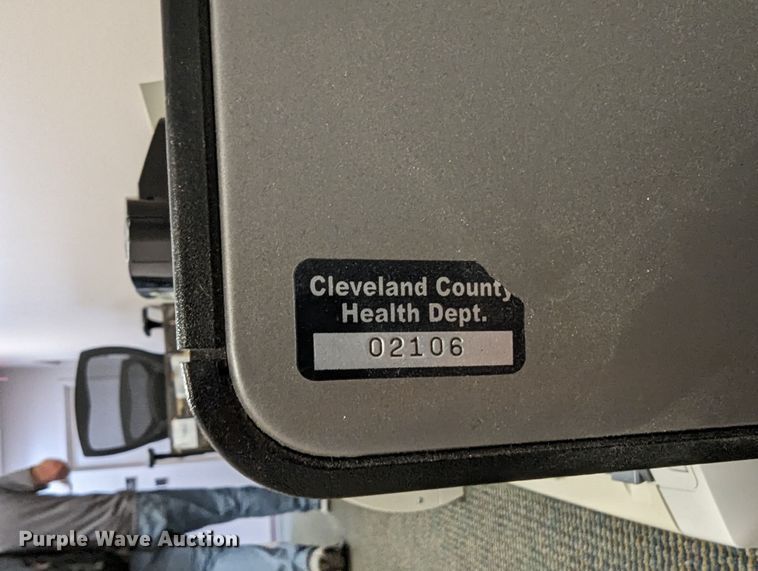 Cleveland County
Health Dept.
02106
Purple Wave Auction